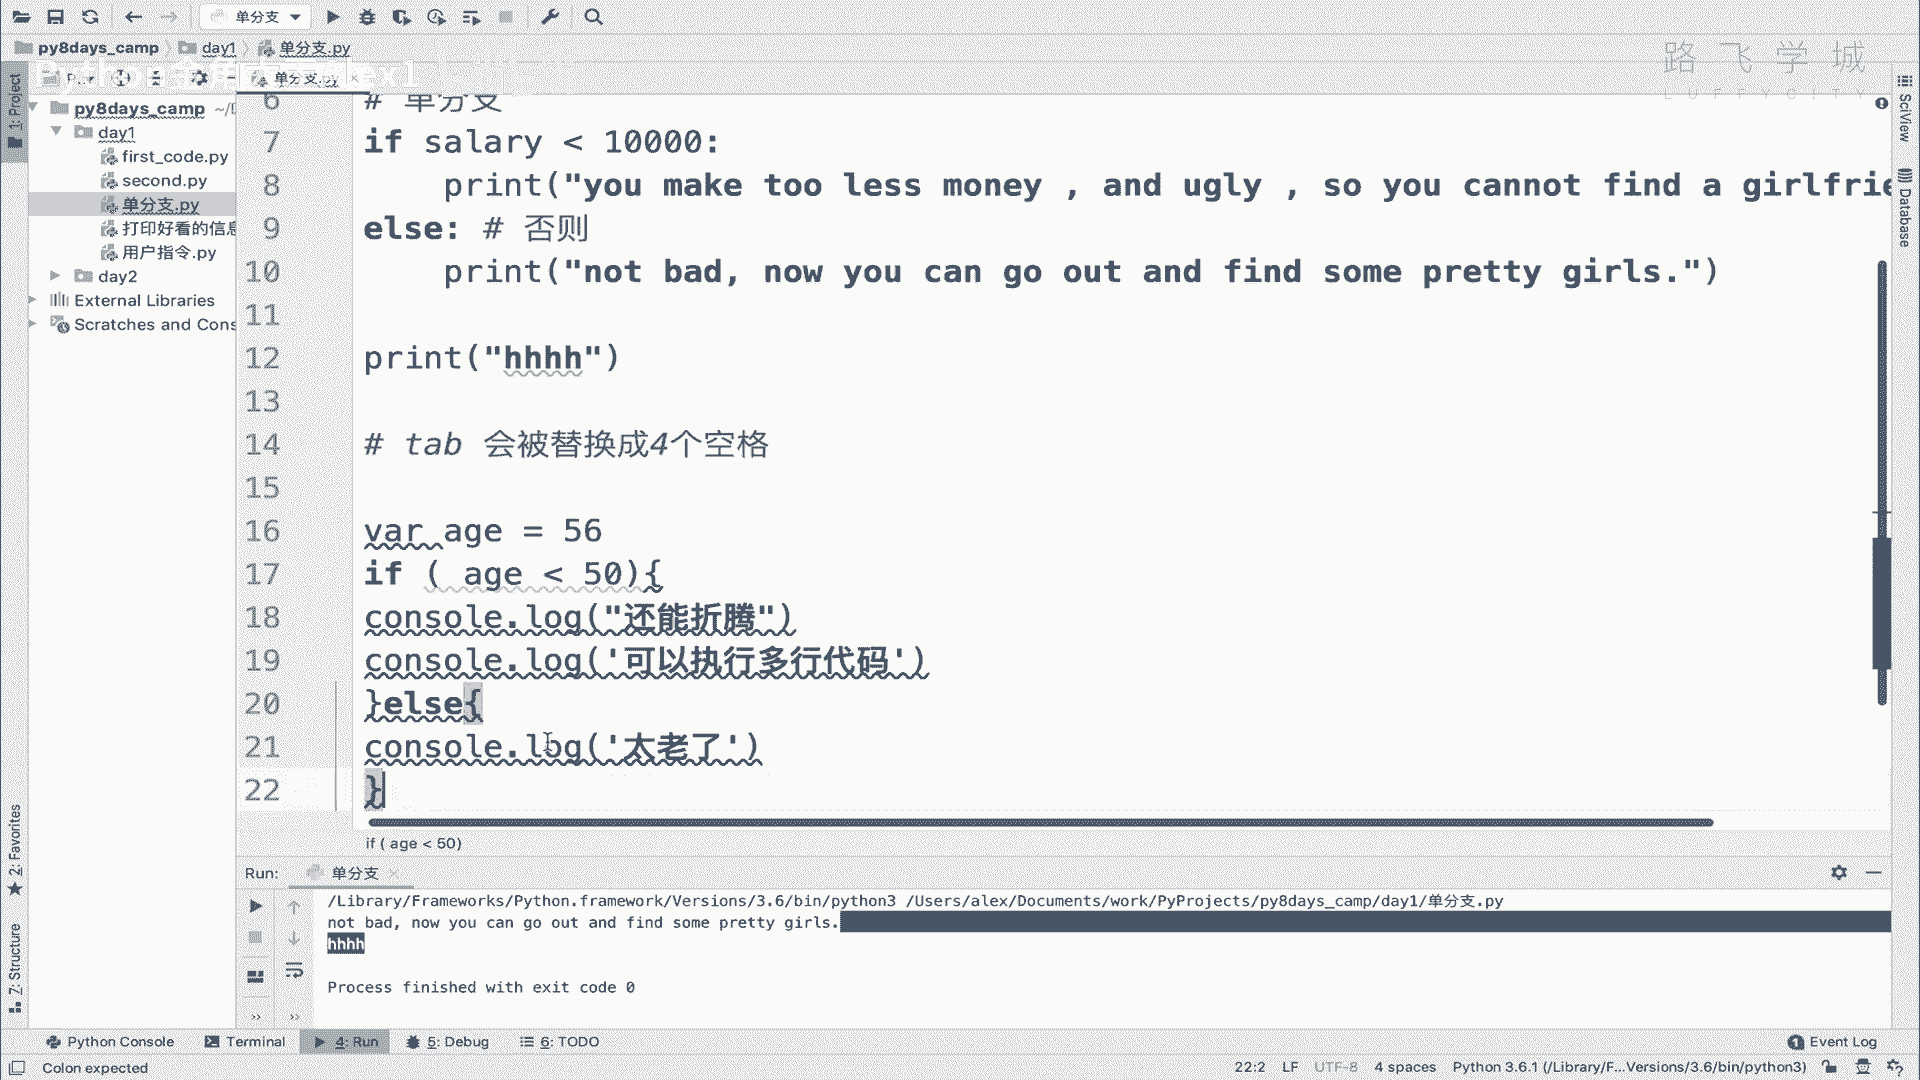 单分支
py8days_camp day1 单分支.py
路飞学城
LUFFYCITY
单分支.py
1: Project
py8days_camp ~/D
day1
first_code.py
second.py
单分支.py
打印好看的信息
用户指令.py
day2
External Libraries
Scratches and Cons
6 # 单分支
7 if salary < 10000:
8 print("you make too less money , and ugly , so you cannot find a girlfrie
9 else: # 否则
10 print("not bad, now you can go out and find some pretty girls.")
11
12 print("hhhh")
13
14 # tab 会被替换成4个空格
15
16 var age = 56
17 if ( age < 50){
18 console.log("还能折腾")
19 console.log('可以执行多行代码')
20 }else{
21 console.log('太老了')
22 }
if ( age < 50)
SciView
Database
2: Favorites
7: Structure
Run: 单分支
/Library/Frameworks/Python.framework/Versions/3.6/bin/python3 /Users/alex/Documents/work/PyProjects/py8days_camp/day1/单分支.py
not bad, now you can go out and find some pretty girls.
hhhh
Process finished with exit code 0
Python Console Terminal 4: Run 5: Debug 6: TODO 1 Event Log
Colon expected 22:2 LF UTF-8 4 spaces Python 3.6.1 (/Library/F...Versions/3.6/bin/python3)